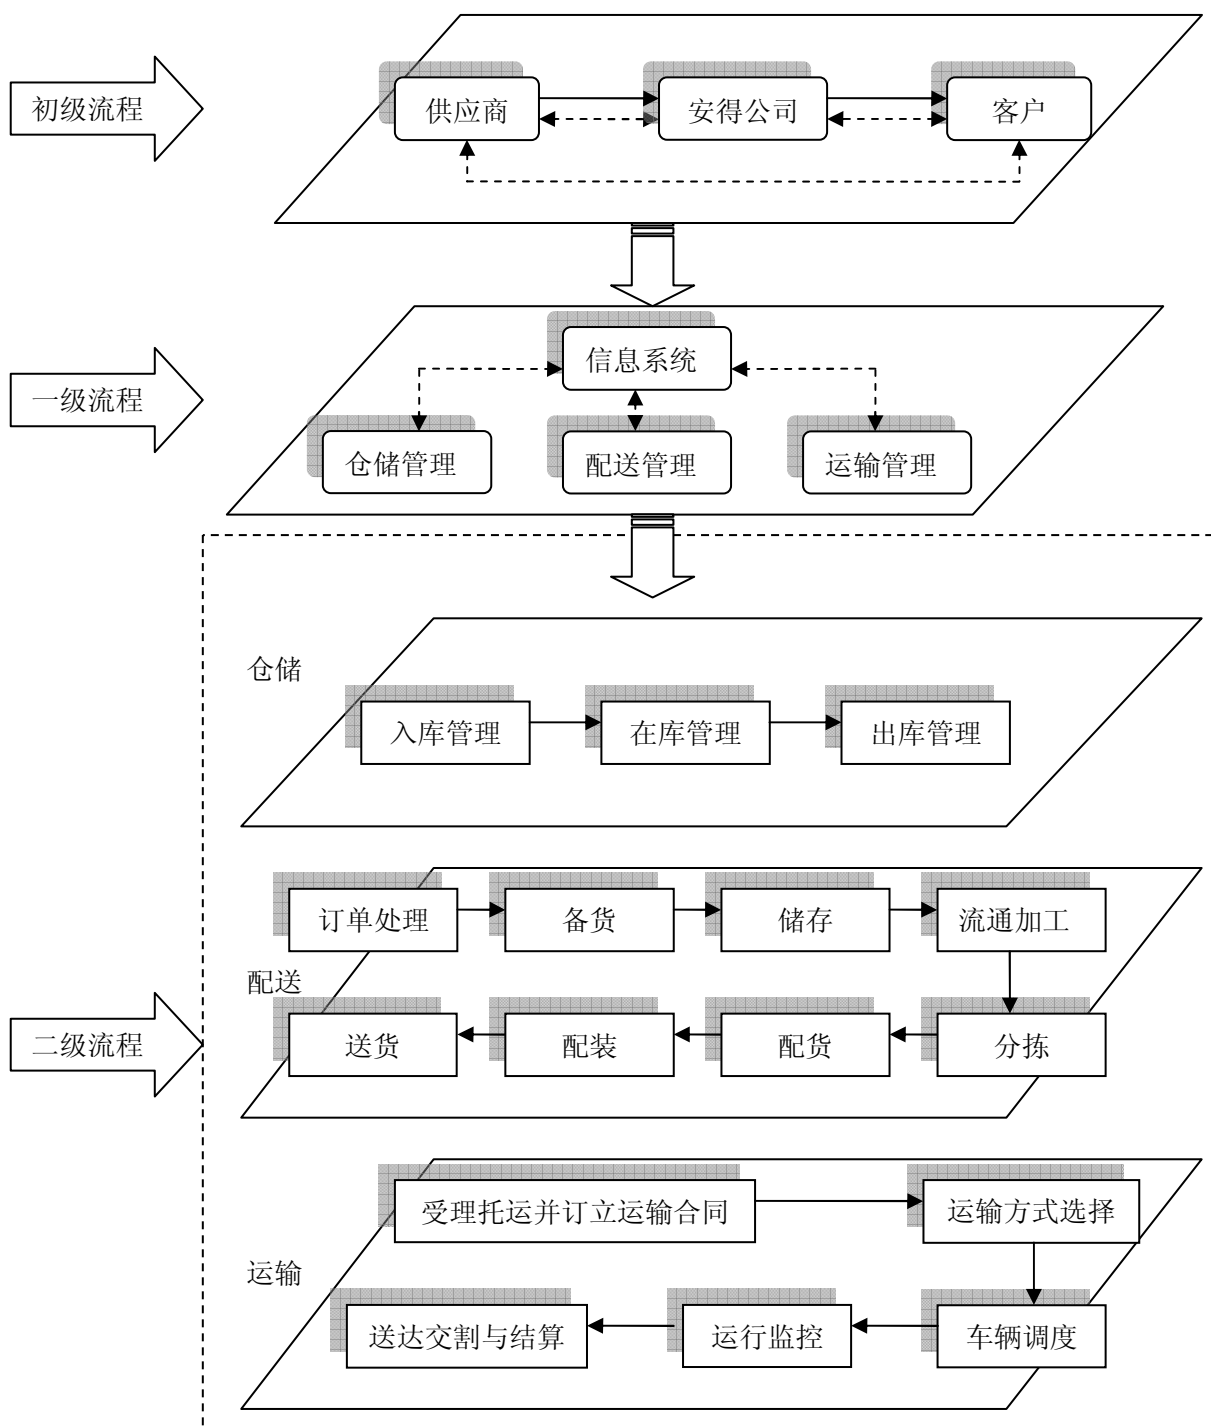 初级流程
供应商
安得公司
客户
一级流程
信息系统
仓储管理
配送管理
运输管理
仓储
入库管理
在库管理
出库管理
订单处理
备货
储存
流通加工
配送
二级流程
送货
配装
配货
分拣
受理托运并订立运输合同
运输方式选择
运输
送达交割与结算
运行监控
车辆调度